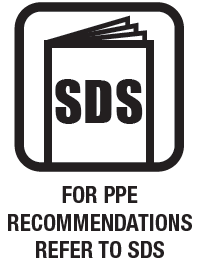 SDS
FOR PPE
RECOMMENDATIONS
REFER TO SDS